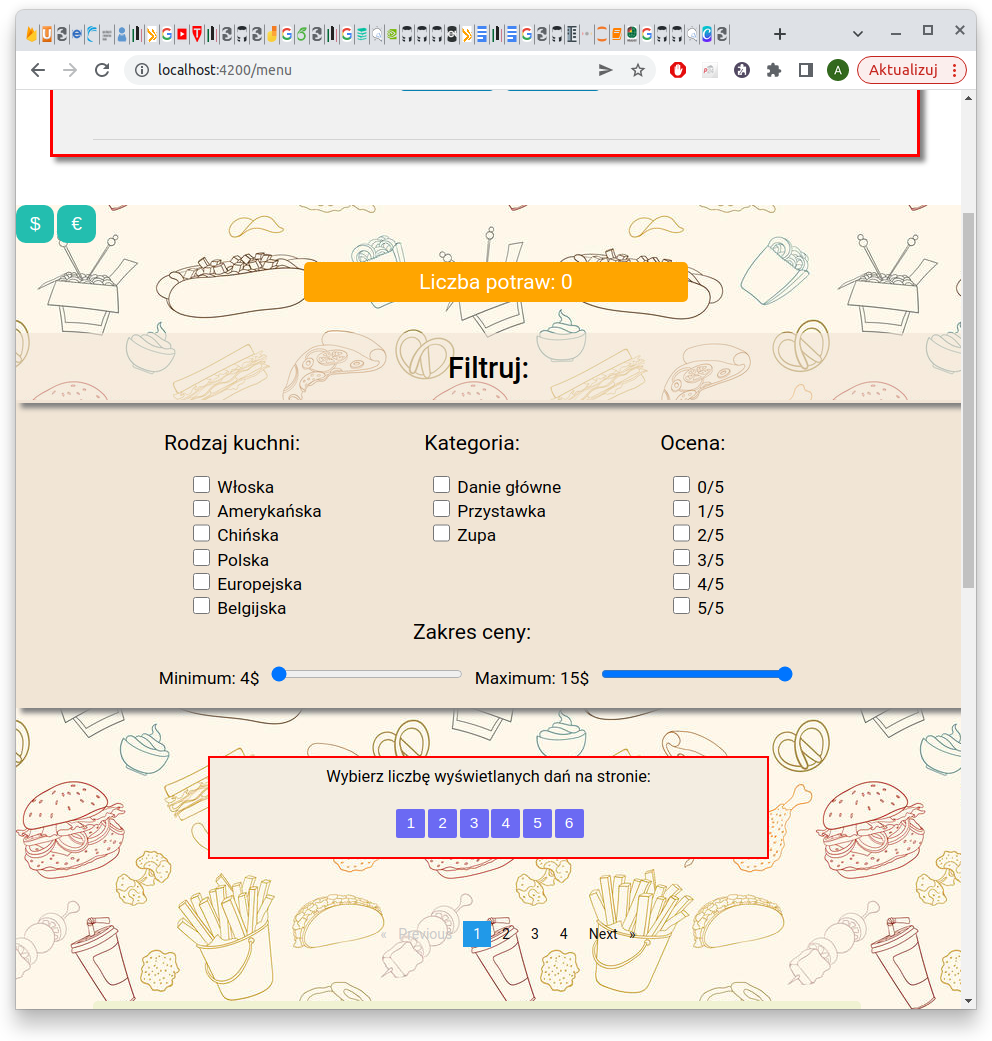 localhost:4200/menu
A
Aktualizuj
$ €
Liczba potraw: 0
Filtruj:
Rodzaj kuchni: Kategoria: Ocena:
Włoska Danie główne 0/5
Amerykańska Przystawka 1/5
Chińska Zupa 2/5
Polska 3/5
Europejska 4/5
Belgijska 5/5
Zakres ceny:
Minimum: 4$ Maximum: 15$
Wybierz liczbę wyświetlanych dań na stronie:
1 2 3 4 5 6
« Previous 1 2 3 4 Next »